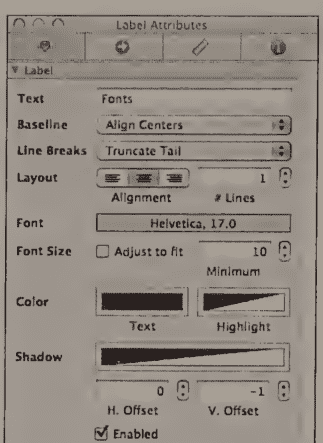 Label Attributes
Label
Text Fonts
Baseline Align Centers
Line Breaks Truncate Tail
Layout 1
Alignment # Lines
Font Helvetica, 17.0
Font Size Adjust to fit 10
Minimum
Color
Text Highlight
Shadow
0 -1
H. Offset V. Offset
Enabled